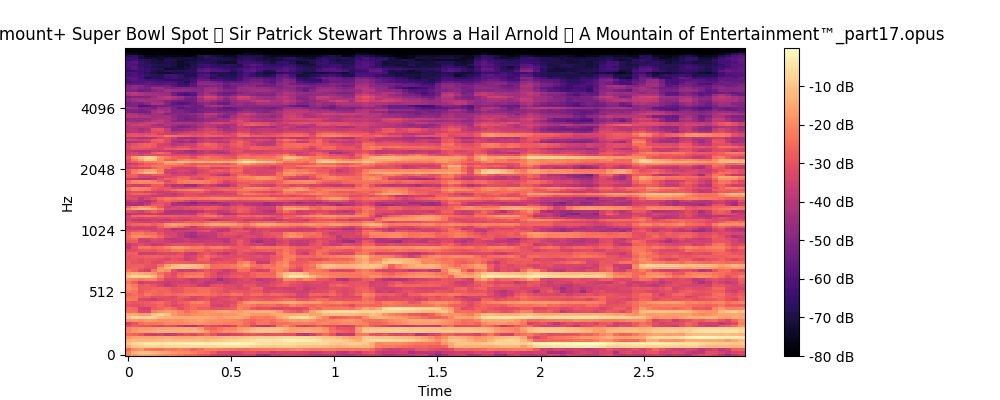 mount+ Super Bowl Spot ▯ Sir Patrick Stewart Throws a Hail Arnold ▯ A Mountain of Entertainment™_part17.opus
4096
2048
1024
512
0
Hz
0
0.5
1
1.5
2
2.5
Time
-10 dB
-20 dB
-30 dB
-40 dB
-50 dB
-60 dB
-70 dB
-80 dB